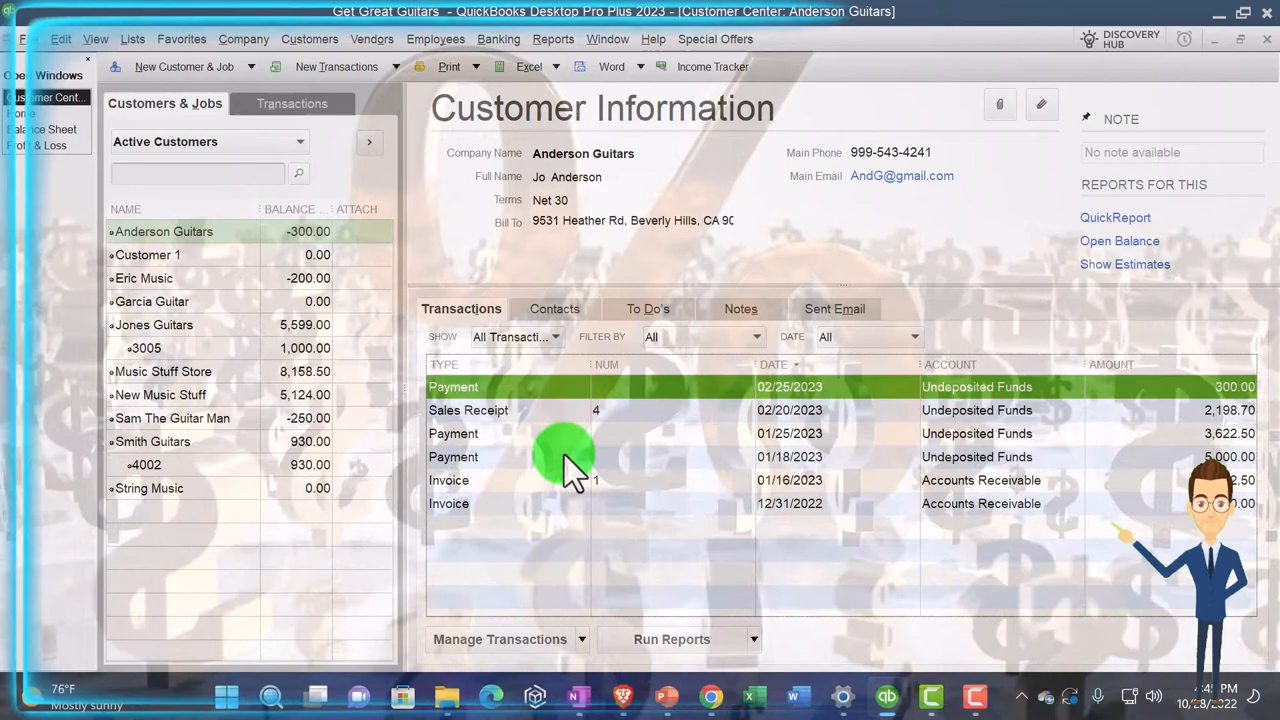 Get Great Guitars - QuickBooks Desktop Pro Plus 2023 - [Customer Center: Anderson Guitars]
Edit View Lists Favorites Company Customers Vendors Employees Banking Reports Window Help Special Offers
DISCOVERY HUB
Open Windows
New Customer & Job New Transactions Print Excel Word Income Tracker
Customer Cent...
Home
Balance Sheet
Profit & Loss
Customers & Jobs Transactions
Active Customers
NAME BALANCE ... ATTACH
Anderson Guitars -300.00
Customer 1 0.00
Eric Music -200.00
Garcia Guitar 0.00
Jones Guitars 5,599.00
3005 1,000.00
Music Stuff Store 8,158.50
New Music Stuff 5,124.00
Sam The Guitar Man -250.00
Smith Guitars 930.00
4002 930.00
String Music 0.00
Customer Information
Company Name Anderson Guitars
Full Name Jo Anderson
Terms Net 30
Bill To 9531 Heather Rd, Beverly Hills, CA 90
Main Phone 999-543-4241
Main Email AndG@gmail.com
NOTE
No note available
REPORTS FOR THIS
QuickReport
Open Balance
Show Estimates
Transactions Contacts To Do's Notes Sent Email
SHOW All Transacti... FILTER BY All DATE All
TYPE NUM DATE ACCOUNT AMOUNT
Payment 02/25/2023 Undeposited Funds 300.00
Sales Receipt 4 02/20/2023 Undeposited Funds 2,198.70
Payment 01/25/2023 Undeposited Funds 3,622.50
Payment 01/18/2023 Undeposited Funds 5,000.00
Invoice 1 01/16/2023 Accounts Receivable
Invoice 12/31/2022 Accounts Receivable
Manage Transactions Run Reports
76°F
Mostly sunny
10/28/2022